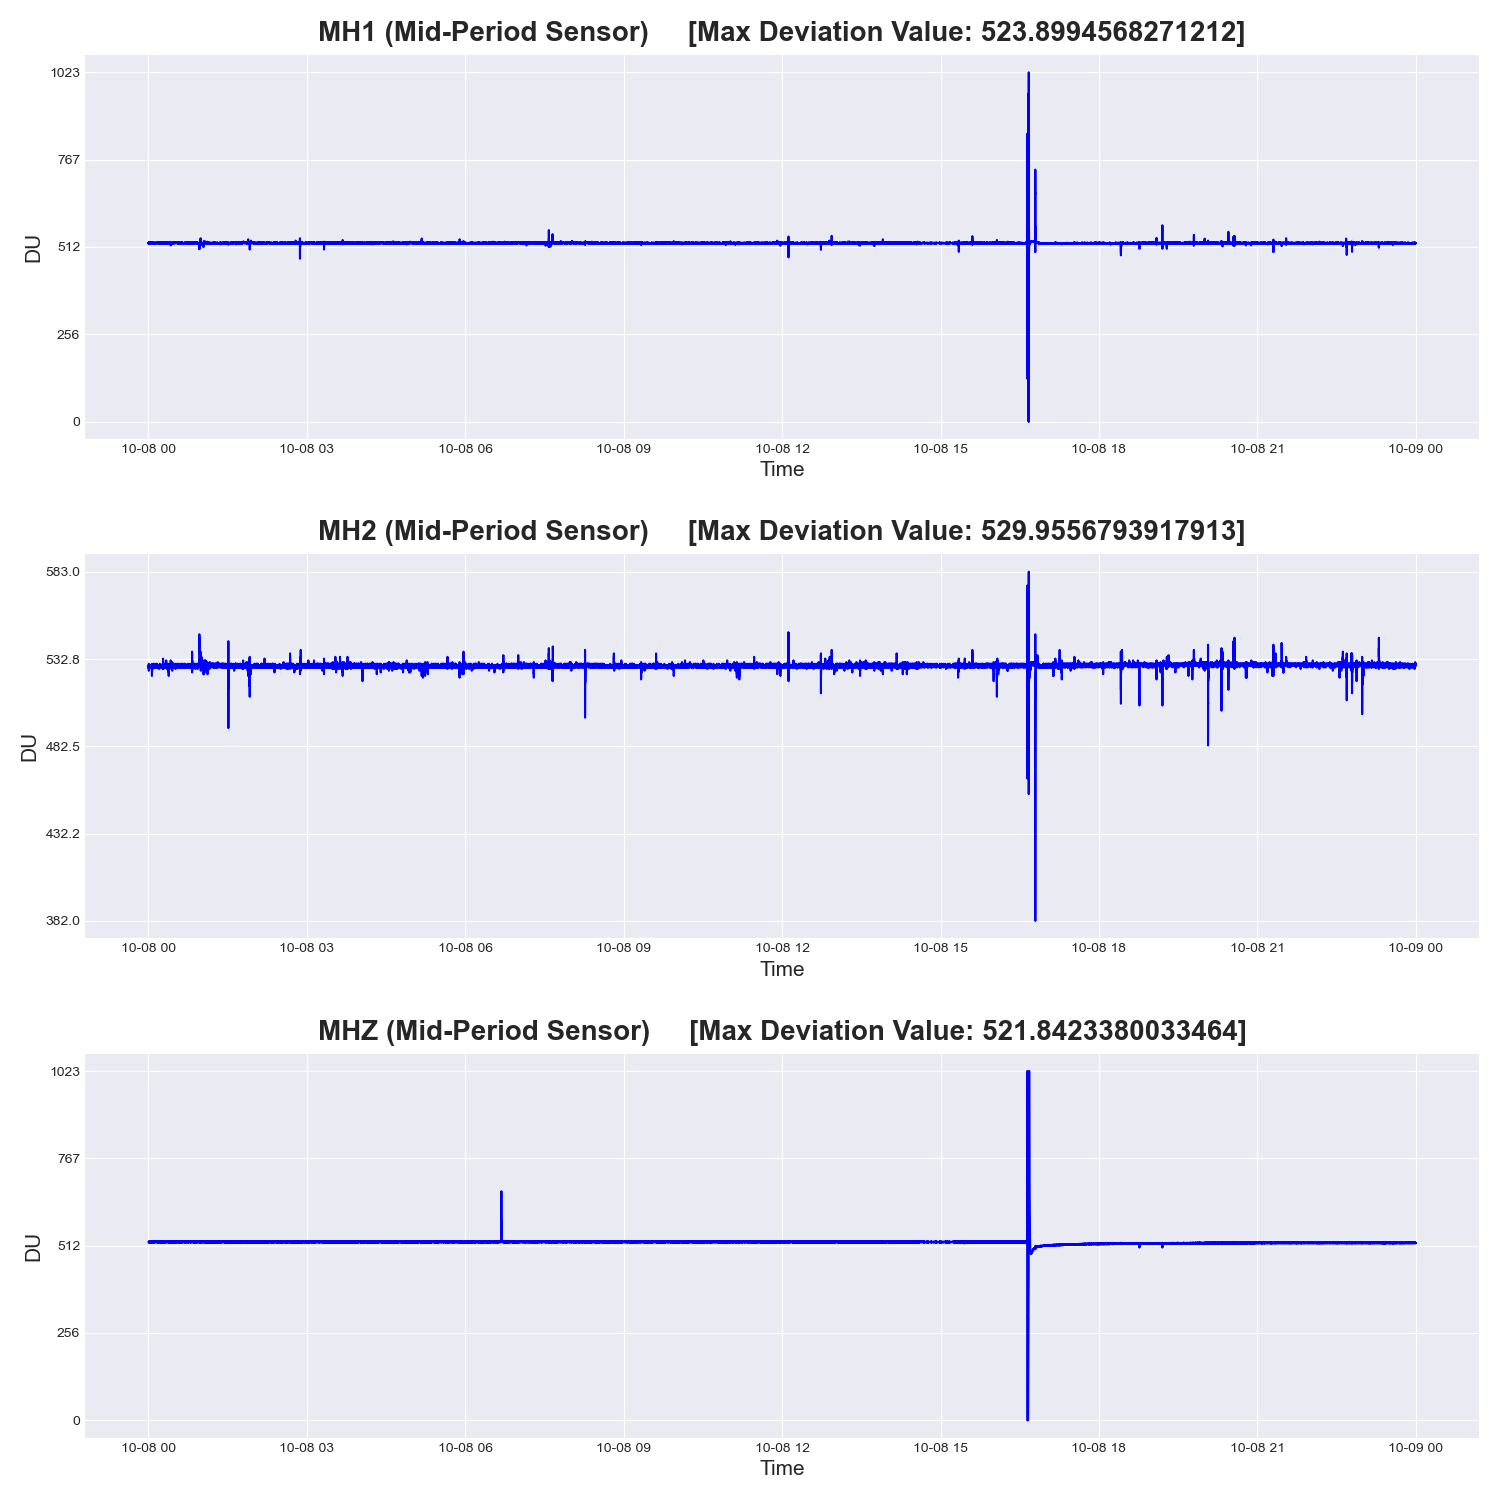 MH1 (Mid-Period Sensor) [Max Deviation Value: 523.8994568271212]
1023
767
512
256
0
DU
10-08 00 10-08 03 10-08 06 10-08 09 10-08 12 10-08 15 10-08 18 10-08 21 10-09 00
Time
MH2 (Mid-Period Sensor) [Max Deviation Value: 529.9556793917913]
583.0
532.8
482.5
432.2
382.0
DU
10-08 00 10-08 03 10-08 06 10-08 09 10-08 12 10-08 15 10-08 18 10-08 21 10-09 00
Time
MHZ (Mid-Period Sensor) [Max Deviation Value: 521.8423380033464]
1023
767
512
256
0
DU
10-08 00 10-08 03 10-08 06 10-08 09 10-08 12 10-08 15 10-08 18 10-08 21 10-09 00
Time